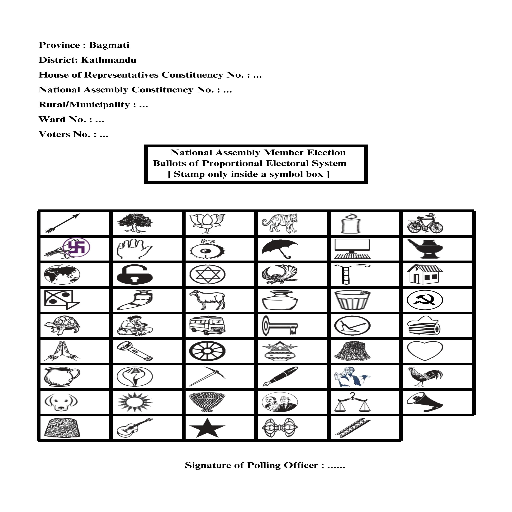 Province : Bagmati
District: Kathmandu
House of Representatives Constituency No. : ...
National Assembly Constituency No. : ...
Rural/Municipality : ...
Ward No. : ...
Voters No. : ...
National Assembly Member Election
Ballots of Proportional Electoral System
[ Stamp only inside a symbol box ]
Signature of Polling Officer : ......